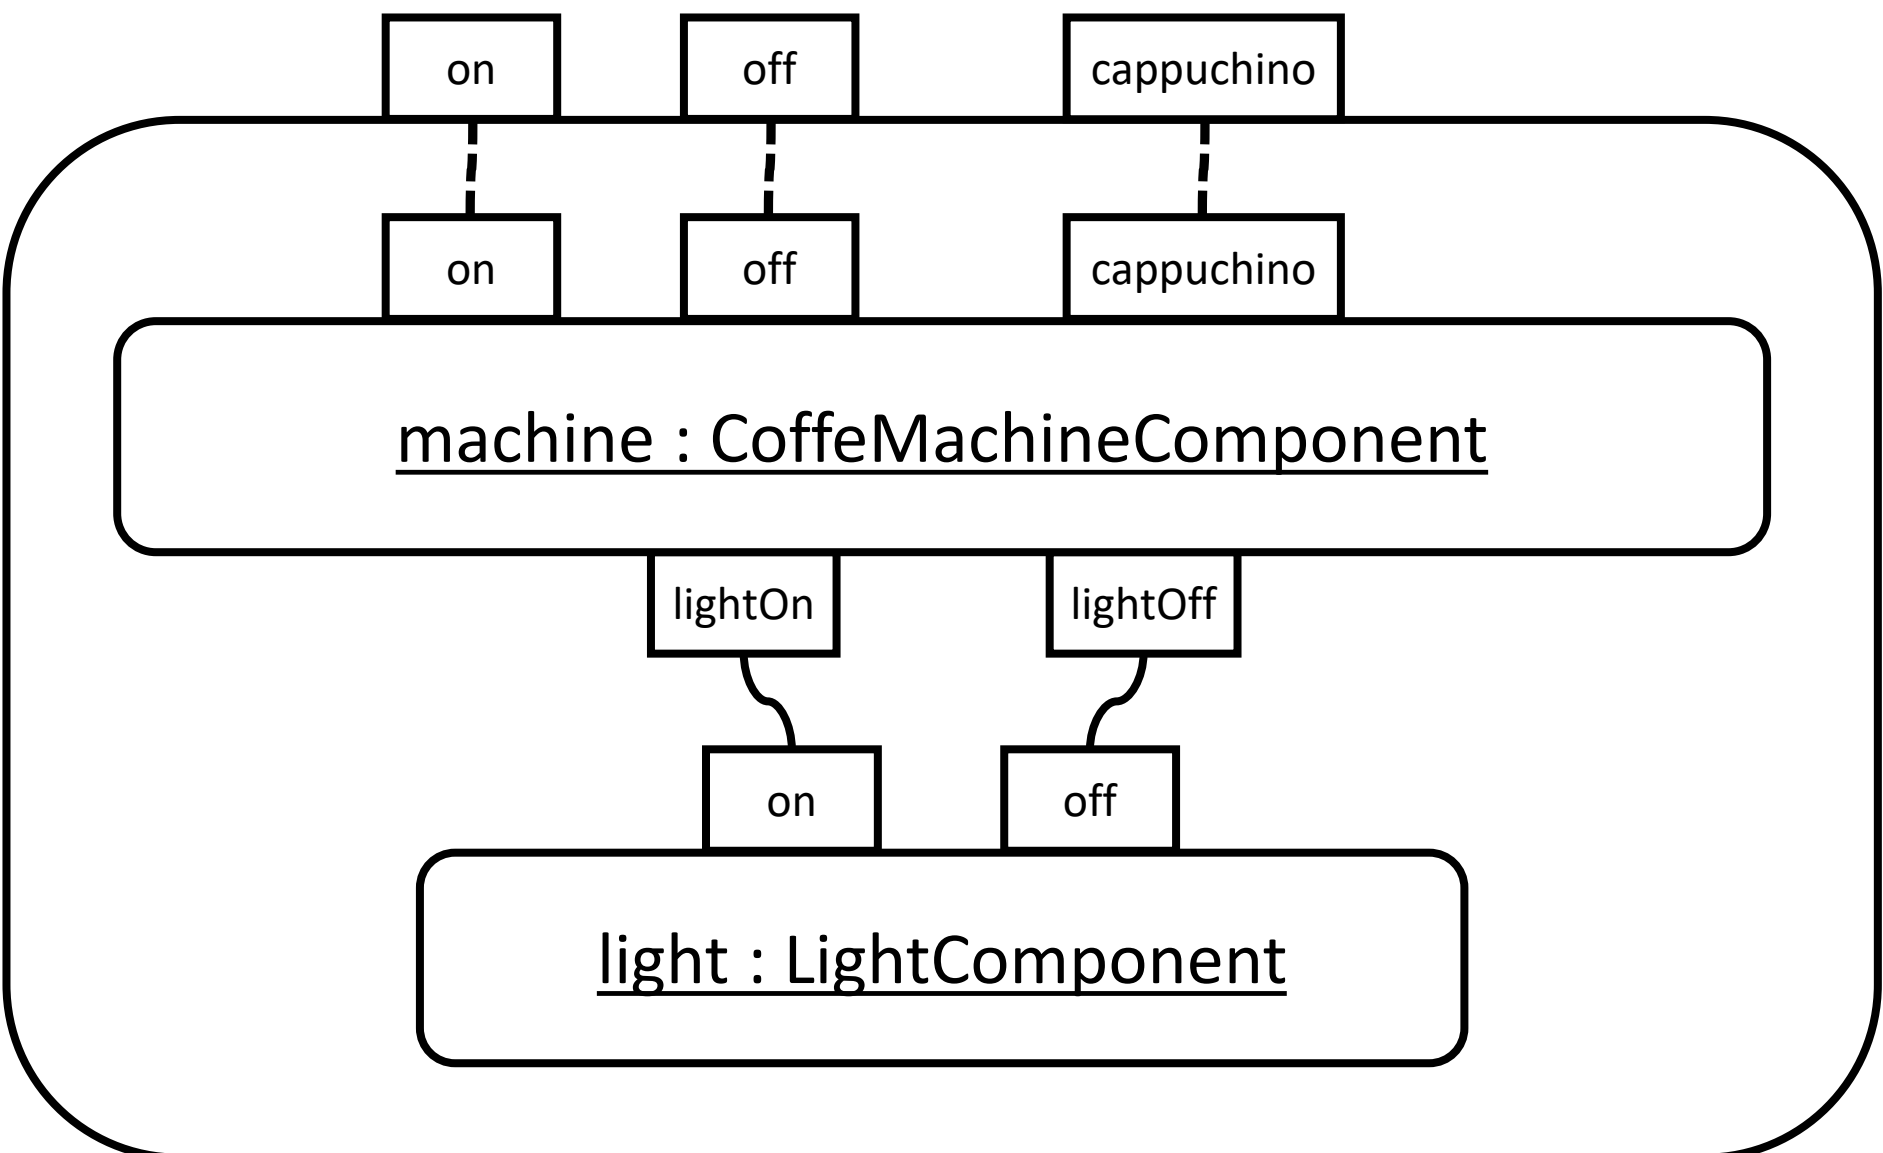 on off cappuchino
on off cappuchino
machine : CoffeMachineComponent
lightOn lightOff
on off
light : LightComponent